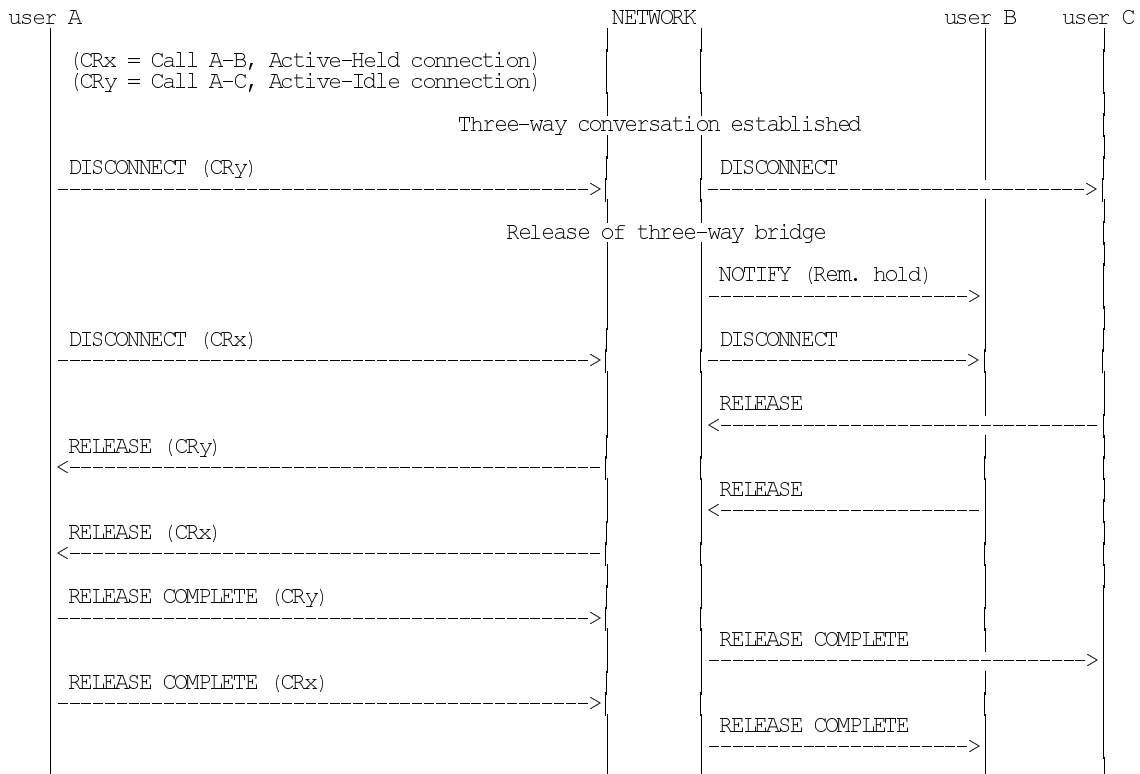 user A NETWORK user B user C
(CRx = Call A-B, Active-Held connection)
(CRy = Call A-C, Active-Idle connection)
Three-way conversation established
DISCONNECT (CRy) DISCONNECT
Release of three-way bridge
NOTIFY (Rem. hold)
DISCONNECT (CRx) DISCONNECT
RELEASE
RELEASE (CRy)
RELEASE
RELEASE (CRx)
RELEASE COMPLETE (CRy)
RELEASE COMPLETE
RELEASE COMPLETE (CRx)
RELEASE COMPLETE